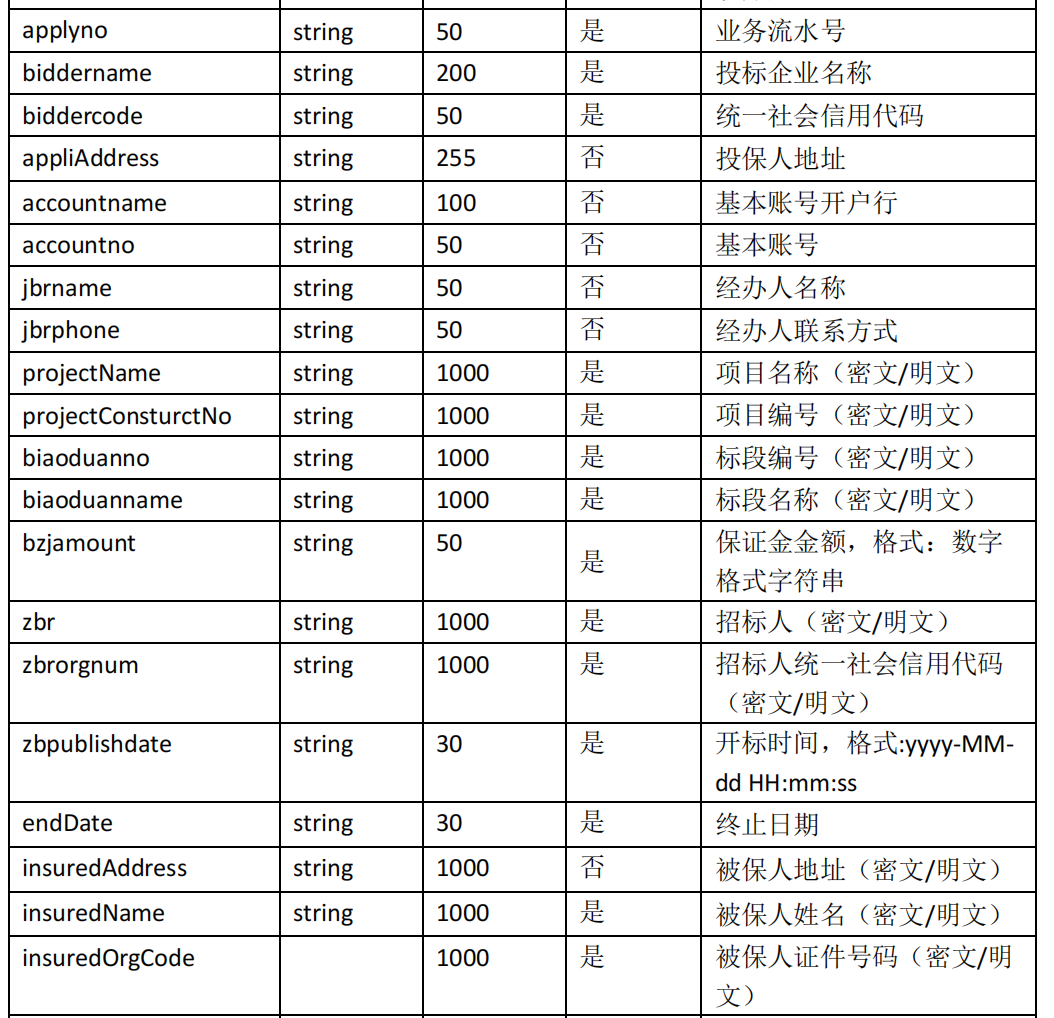 applyno string 50 是 业务流水号
biddername string 200 是 投标企业名称
biddercode string 50 是 统一社会信用代码
appliAddress string 255 否 投保人地址
accountname string 100 否 基本账号开户行
accountno string 50 否 基本账号
jbrname string 50 否 经办人名称
jbrphone string 50 否 经办人联系方式
projectName string 1000 是 项目名称（密文/明文）
projectConsturctNo string 1000 是 项目编号（密文/明文）
biaoduanno string 1000 是 标段编号（密文/明文）
biaoduanname string 1000 是 标段名称（密文/明文）
bzjamount string 50 是 保证金金额，格式：数字
格式字符串
zbr string 1000 是 招标人（密文/明文）
zbrorgnum string 1000 是 招标人统一社会信用代码
（密文/明文）
zbpublishdate string 30 是 开标时间，格式:yyyy-MM-
dd HH:mm:ss
endDate string 30 是 终止日期
insuredAddress string 1000 否 被保人地址（密文/明文）
insuredName string 1000 是 被保人姓名（密文/明文）
insuredOrgCode 1000 是 被保人证件号码（密文/明
文）